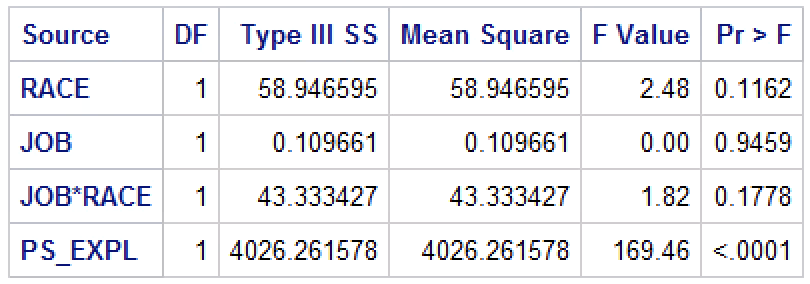 Source DF Type III SS Mean Square F Value Pr > F
RACE 1 58.946595 58.946595 2.48 0.1162
JOB 1 0.109661 0.109661 0.00 0.9459
JOB*RACE 1 43.333427 43.333427 1.82 0.1778
PS_EXPL 1 4026.261578 4026.261578 169.46 <.0001